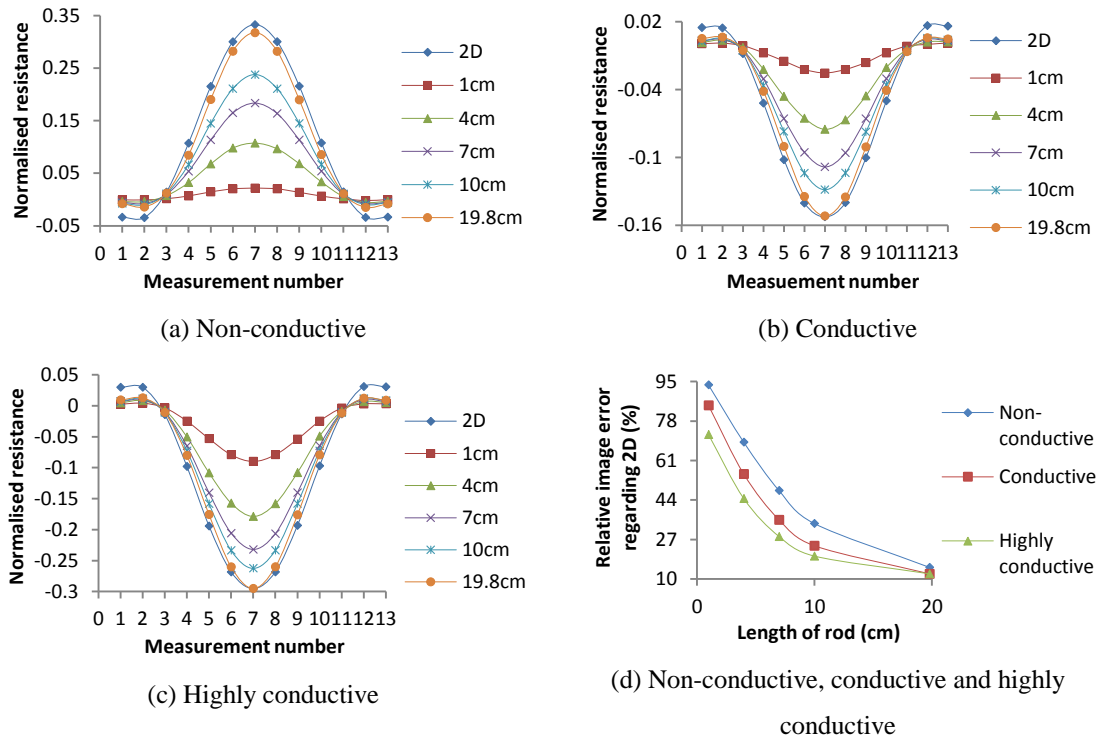 0.35
0.25
0.15
0.05
-0.05
Normalised resistance
0 1 2 3 4 5 6 7 8 9 10 11 12 13
Measurement number
2D
1cm
4cm
7cm
10cm
19.8cm
(a) Non-conductive
0.02
-0.04
-0.1
-0.16
Normalised resistance
0 1 2 3 4 5 6 7 8 9 10 11 12 13
Measuement number
2D
1cm
4cm
7cm
10cm
19.8cm
(b) Conductive
0.05
0
-0.05
-0.1
-0.15
-0.2
-0.25
-0.3
Normalised resistance
0 1 2 3 4 5 6 7 8 9 10 11 12 13
Measurement number
2D
1cm
4cm
7cm
10cm
19.8cm
(c) Highly conductive
95
78
61
44
27
10
Relative image error
regarding 2D (%)
0 10 20
Length of rod (cm)
Non-
conductive
Conductive
Highly
conductive
(d) Non-conductive, conductive and highly
conductive